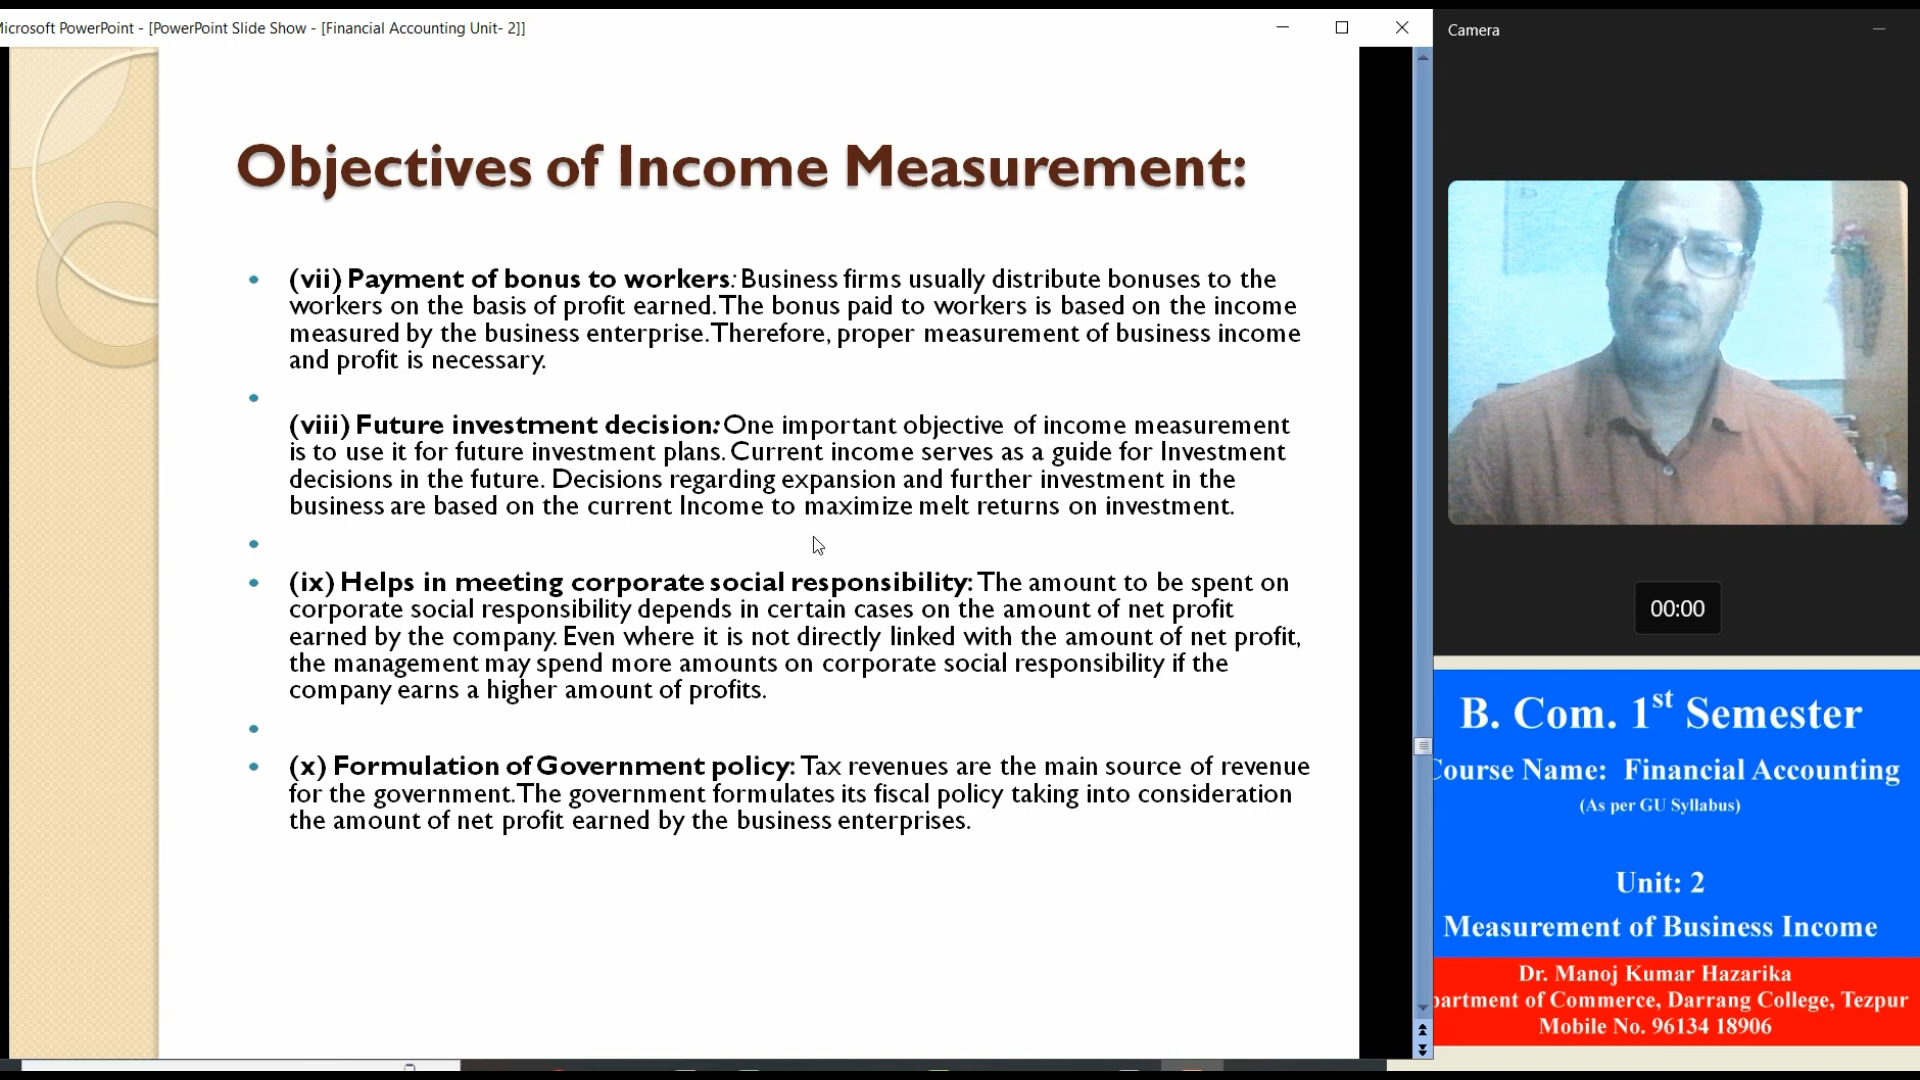 Microsoft PowerPoint - [PowerPoint Slide Show - [Financial Accounting Unit- 2]]
Objectives of Income Measurement:
(vii) Payment of bonus to workers: Business firms usually distribute bonuses to the
workers on the basis of profit earned. The bonus paid to workers is based on the income
measured by the business enterprise. Therefore, proper measurement of business income
and profit is necessary.
(viii) Future investment decision: One important objective of income measurement
is to use it for future investment plans. Current income serves as a guide for Investment
decisions in the future. Decisions regarding expansion and further investment in the
business are based on the current Income to maximize melt returns on investment.
(ix) Helps in meeting corporate social responsibility: The amount to be spent on
corporate social responsibility depends in certain cases on the amount of net profit
earned by the company. Even where it is not directly linked with the amount of net profit,
the management may spend more amounts on corporate social responsibility if the
company earns a higher amount of profits.
(x) Formulation of Government policy: Tax revenues are the main source of revenue
for the government. The government formulates its fiscal policy taking into consideration
the amount of net profit earned by the business enterprises.
Camera
00:00
B. Com. 1st Semester
Course Name: Financial Accounting
(As per GU Syllabus)
Unit: 2
Measurement of Business Income
Dr. Manoj Kumar Hazarika
partment of Commerce, Darrang College, Tezpur
Mobile No. 96134 18906